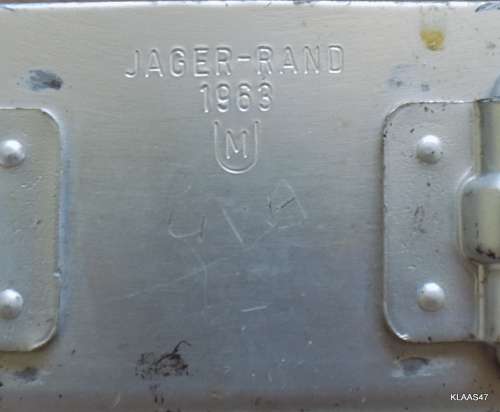 JAGER-RAND
1963
M
KLAAS47